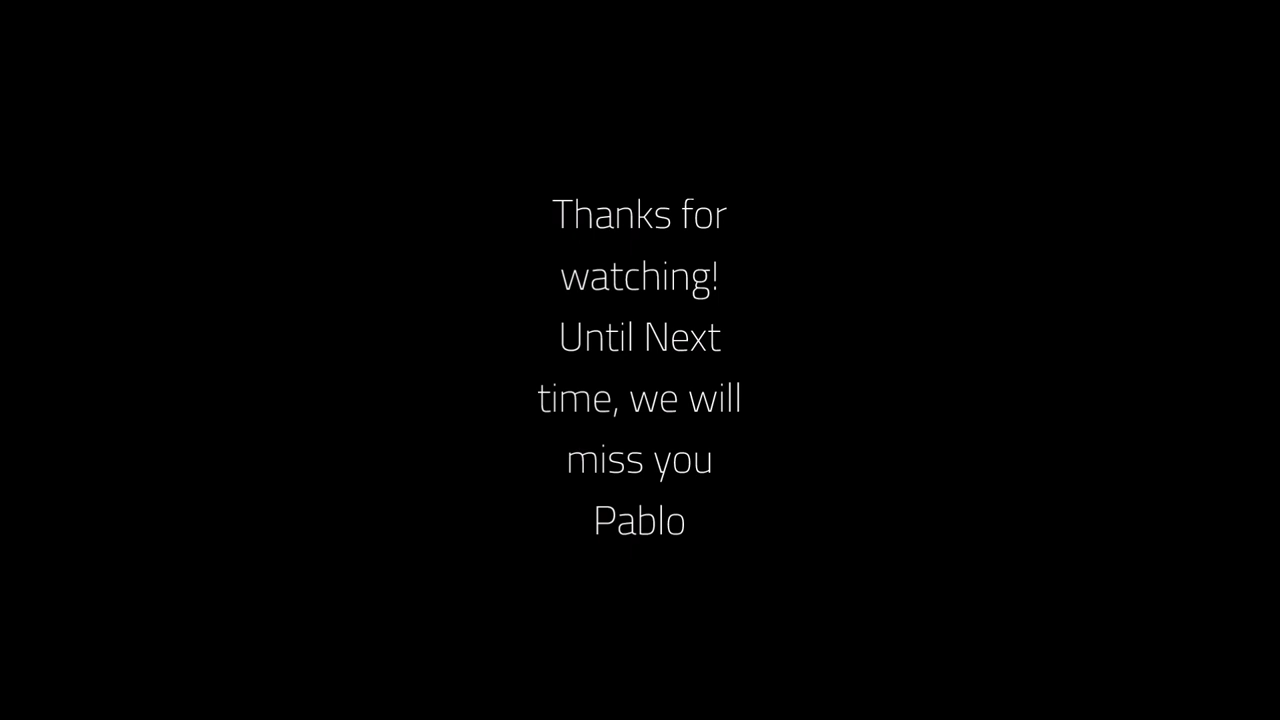 Thanks for
watching!
Until Next
time, we will
miss you
Pablo